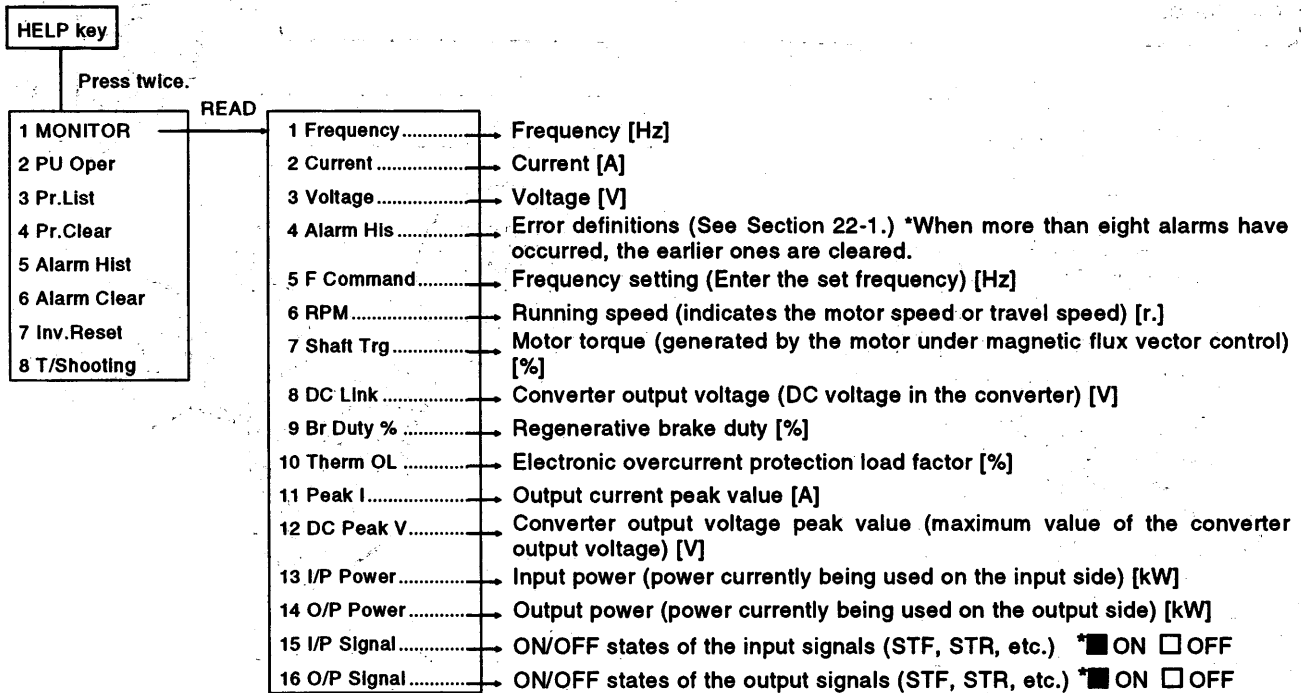 HELP key
Press twice.
READ
1 MONITOR
2 PU Oper
3 Pr.List
4 Pr.Clear
5 Alarm Hist
6 Alarm Clear
7 Inv.Reset
8 T/Shooting
1 Frequency............. Frequency [Hz]
2 Current ................. Current [A]
3 Voltage................. Voltage [V]
4 Alarm His ............. Error definitions (See Section 22-1.) *When more than eight alarms have
occurred, the earlier ones are cleared.
5 F Command......... Frequency setting (Enter the set frequency) [Hz]
6 RPM..................... Running speed (indicates the motor speed or travel speed) [r.]
7 Shaft Trg.............. Motor torque (generated by the motor under magnetic flux vector control)
[%]
8 DC Link ................ Converter output voltage (DC voltage in the converter) [V]
9 Br Duty % ............ Regenerative brake duty [%]
10 Therm OL ........... Electronic overcurrent protection load factor [%]
11 Peak I................. Output current peak value [A]
12 DC Peak V.......... Converter output voltage peak value (maximum value of the converter
output voltage) [V]
13 I/P Power............ Input power (power currently being used on the input side) [kW]
14 O/P Power.......... Output power (power currently being used on the output side) [kW]
15 I/P Signal............ ON/OFF states of the input signals (STF, STR, etc.) *■ ON □ OFF
16 O/P Signal.......... ON/OFF states of the output signals (STF, STR, etc.) *■ ON □ OFF